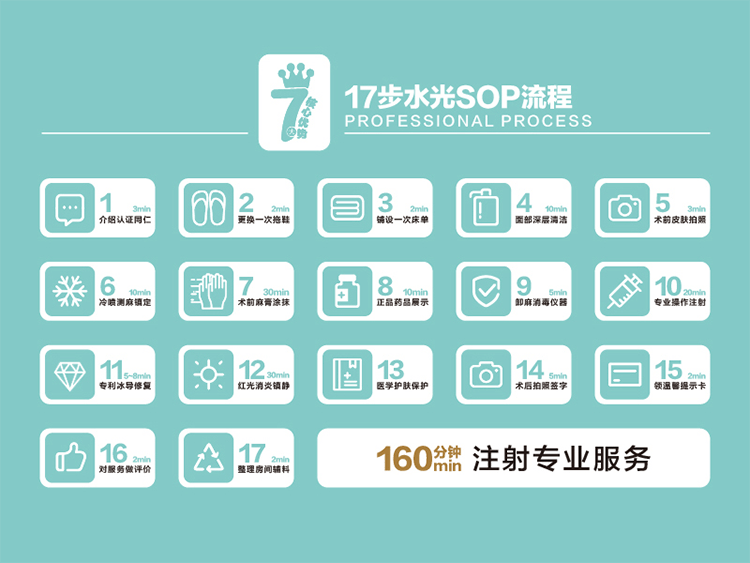 7大核心优势
17步水光SOP流程
PROFESSIONAL PROCESS
1 3min
介绍认证同仁
2 2min
更换一次拖鞋
3 2min
铺设一次床单
4 10min
面部深层清洁
5 3min
术前皮肤拍照
6 10min
冷喷测麻镇定
7 30min
术前麻膏涂抹
8 10min
正品药品展示
9 5min
卸麻消毒仪器
10 20min
专业操作注射
11 5~8min
专利冰导修复
12 30min
红光消炎镇静
13
医学护肤保护
14 5min
术后拍照签字
15 2min
领温馨提示卡
16 2min
对服务做评价
17 2min
整理房间辅料
160分钟min 注射专业服务